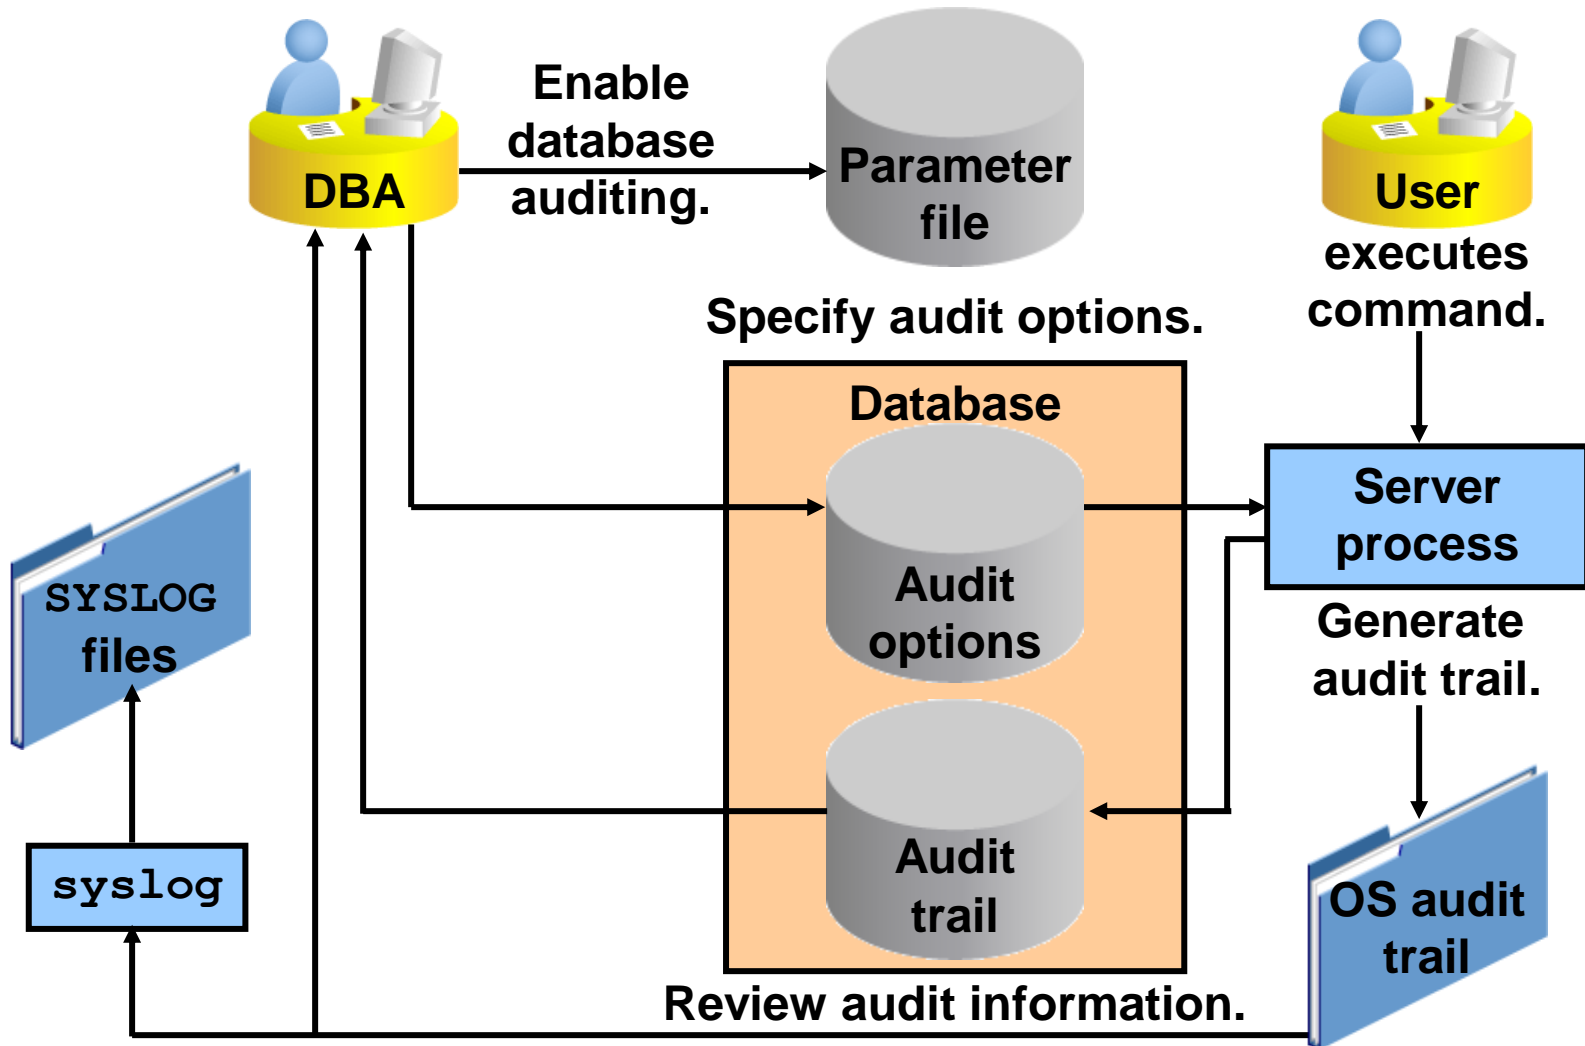 Enable
database
auditing.
DBA
Parameter
file
User
executes
command.
Specify audit options.
Database
Server
process
SYSLOG
files
Audit
options
Generate
audit trail.
syslog
Audit
trail
OS audit
trail
Review audit information.